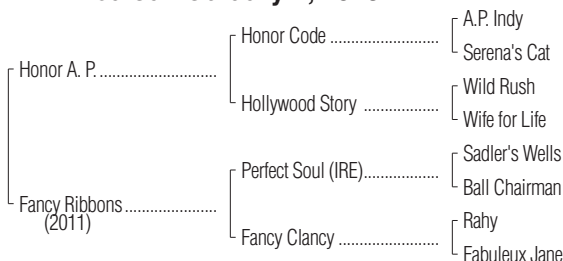 A.P. Indy
Honor Code
Serena's Cat
Honor A. P.
Wild Rush
Hollywood Story
Wife for Life
Sadler's Wells
Perfect Soul (IRE)
Ball Chairman
Fancy Ribbons
(2011)
Rahy
Fancy Clancy
Fabuleux Jane